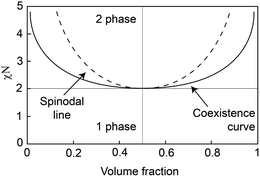 5
4
3
2
1
0
χN
2 phase
Spinodal
line
Coexistence
curve
1 phase
0
0.2
0.4
0.6
0.8
1
Volume fraction